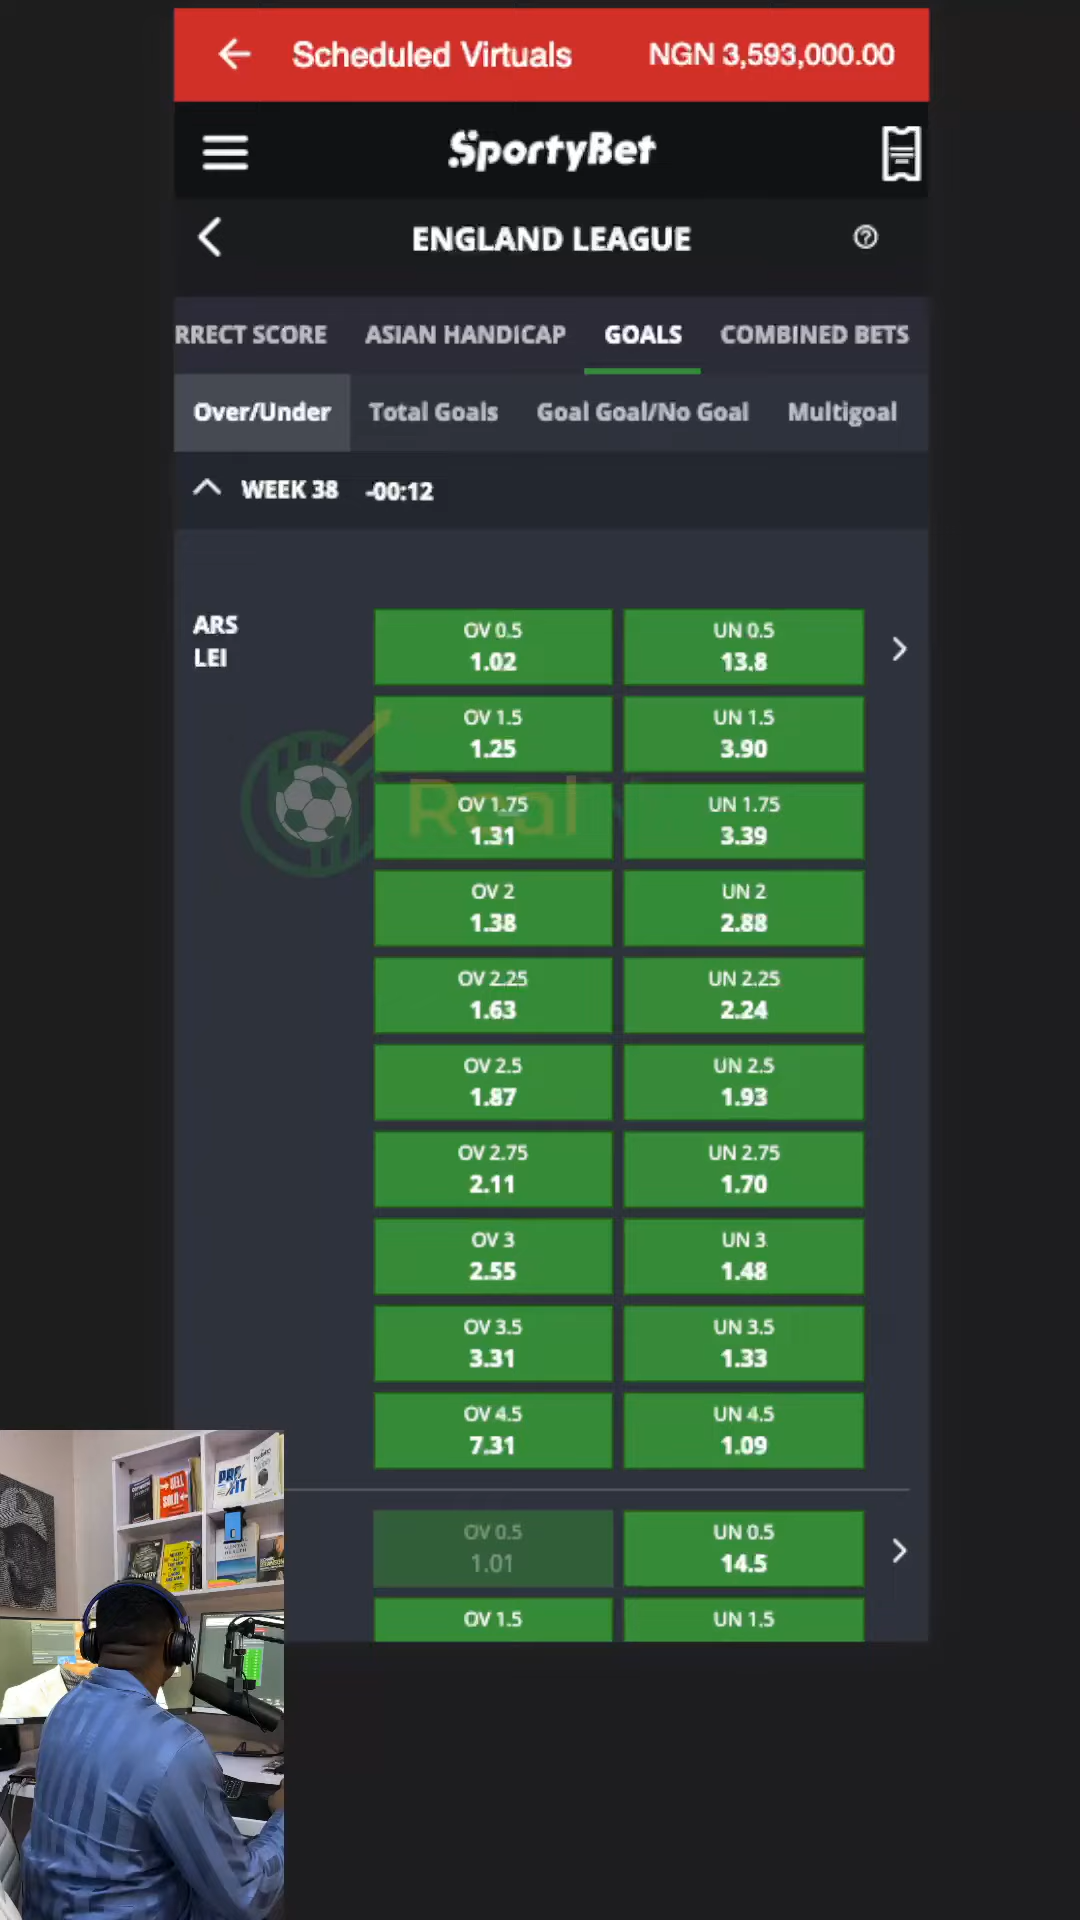 Scheduled Virtuals NGN 3,593,000.00
SportyBet
ENGLAND LEAGUE
RRECT SCORE ASIAN HANDICAP GOALS COMBINED BETS
Over/Under Total Goals Goal Goal/No Goal Multigoal
WEEK 38 -00:12
ARS
LEI
OV 0.5 UN 0.5
1.02 13.8
OV 1.5 UN 1.5
1.25 3.90
Real
OV 1.75 UN 1.75
1.31 3.39
OV 2 UN 2
1.38 2.88
OV 2.25 UN 2.25
1.63 2.24
OV 2.5 UN 2.5
1.87 1.93
OV 2.75 UN 2.75
2.11 1.70
OV 3 UN 3
2.55 1.48
OV 3.5 UN 3.5
3.31 1.33
OV 4.5 UN 4.5
7.31 1.09
OV 0.5 UN 0.5
1.01 14.5
OV 1.5 UN 1.5
SELL
SOLD
MENTAL
HEALTH